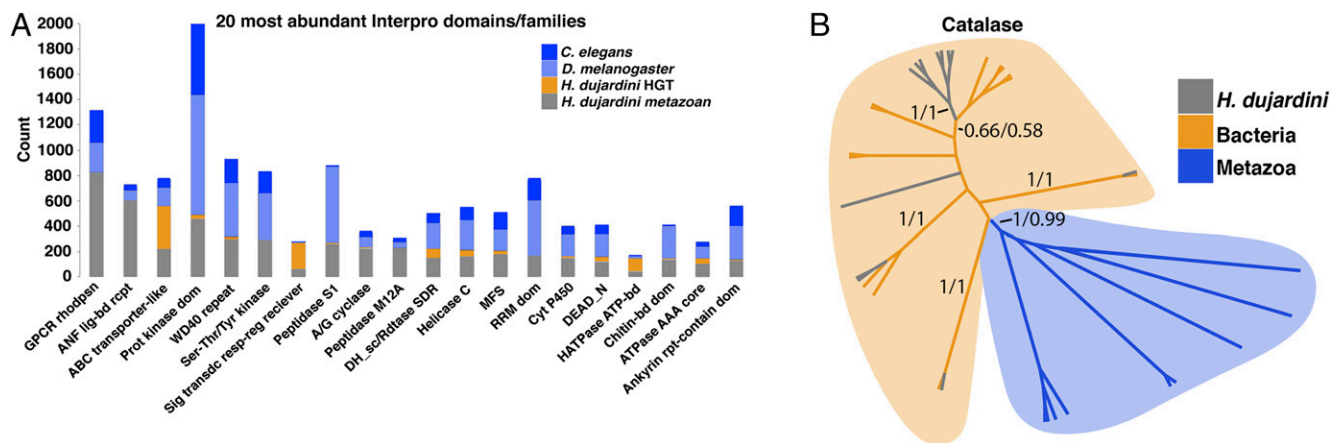 A
20 most abundant Interpro domains/families
2000
1800
1600
1400
1200
1000
800
600
400
200
0
Count
C. elegans
D. melanogaster
H. dujardini HGT
H. dujardini metazoan
GPCR rhodpsn
ANF lig-bd rcpt
ABC transporter-like
Prot kinase dom
WD40 repeat
Ser-Thr/Tyr kinase
Sig transdc resp-reg reciever
Peptidase S1
A/G cyclase
Peptidase M12A
DH_sc/Rdtase SDR
Helicase C
MFS
RRM dom
Cyt P450
DEAD_N
HATPase ATP-bd
Chitin-bd dom
ATPase AAA core
Ankyrin rpt-contain dom
B
Catalase
1/1
0.66/0.58
1/1
1/1
1/0.99
1/1
H. dujardini
Bacteria
Metazoa